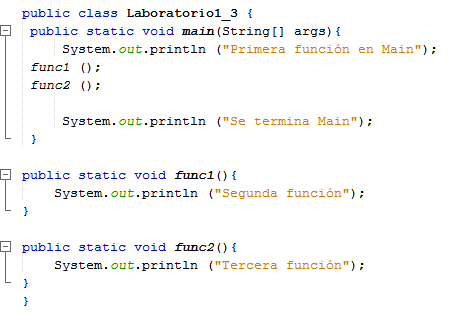 public class Laboratorio1_3 {
public static void main(String[] args){
System.out.println ("Primera función en Main");
func1 ();
func2 ();
System.out.println ("Se termina Main");
}
public static void func1(){
System.out.println ("Segunda función");
}
public static void func2(){
System.out.println ("Tercera función");
}
}